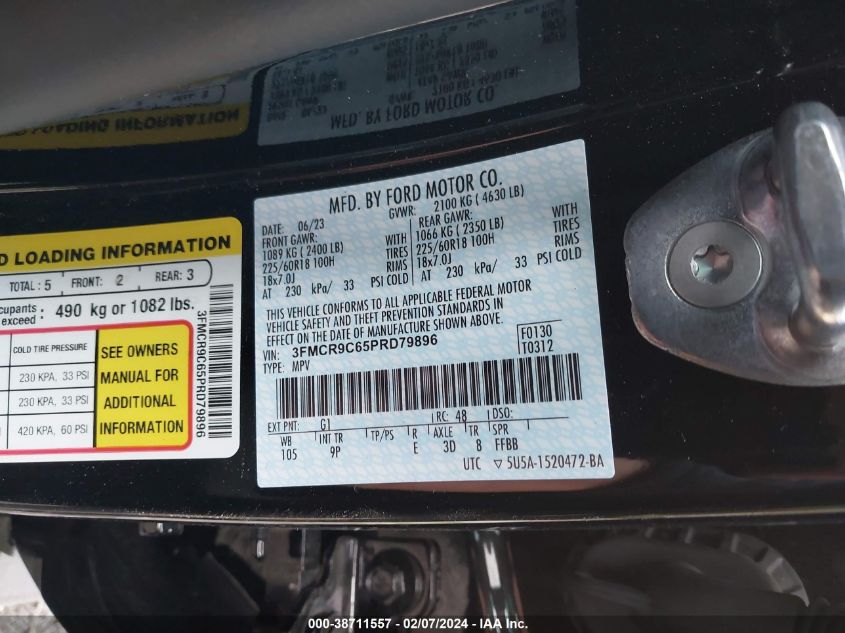 MFD. BY FORD MOTOR CO.
DATE: 06/23 GVWR: 2100 KG ( 4630 LB)
FRONT GAWR: REAR GAWR:
1089 KG ( 2400 LB) WITH 1066 KG ( 2350 LB) WITH
225/60R18 100H TIRES 225/60R18 100H TIRES
18x7.0J RIMS 18x7.0J RIMS
AT 230 kPa/ 33 PSI COLD AT 230 kPa/ 33 PSI COLD
THIS VEHICLE CONFORMS TO ALL APPLICABLE FEDERAL MOTOR
VEHICLE SAFETY AND THEFT PREVENTION STANDARDS IN
EFFECT ON THE DATE OF MANUFACTURE SHOWN ABOVE.
VIN: 3FMCR9C65PRD79896 F0130
TYPE: MPV T0312
EXT PNT: G1 RC: 48 DSO:
WB INT TR TP/PS R AXLE TR SPR
105 9P E 3D 8 FFBB
UTC ▽ 5U5A-1520472-BA
D LOADING INFORMATION
TOTAL: 5 FRONT: 2 REAR: 3
cupants exceed : 490 kg or 1082 lbs.
COLD TIRE PRESSURE
230 KPA, 33 PSI
230 KPA, 33 PSI
420 KPA, 60 PSI
SEE OWNERS
MANUAL FOR
ADDITIONAL
INFORMATION
3FMCR9C65PRD79896
000-38711557 - 02/07/2024 - IAA Inc.